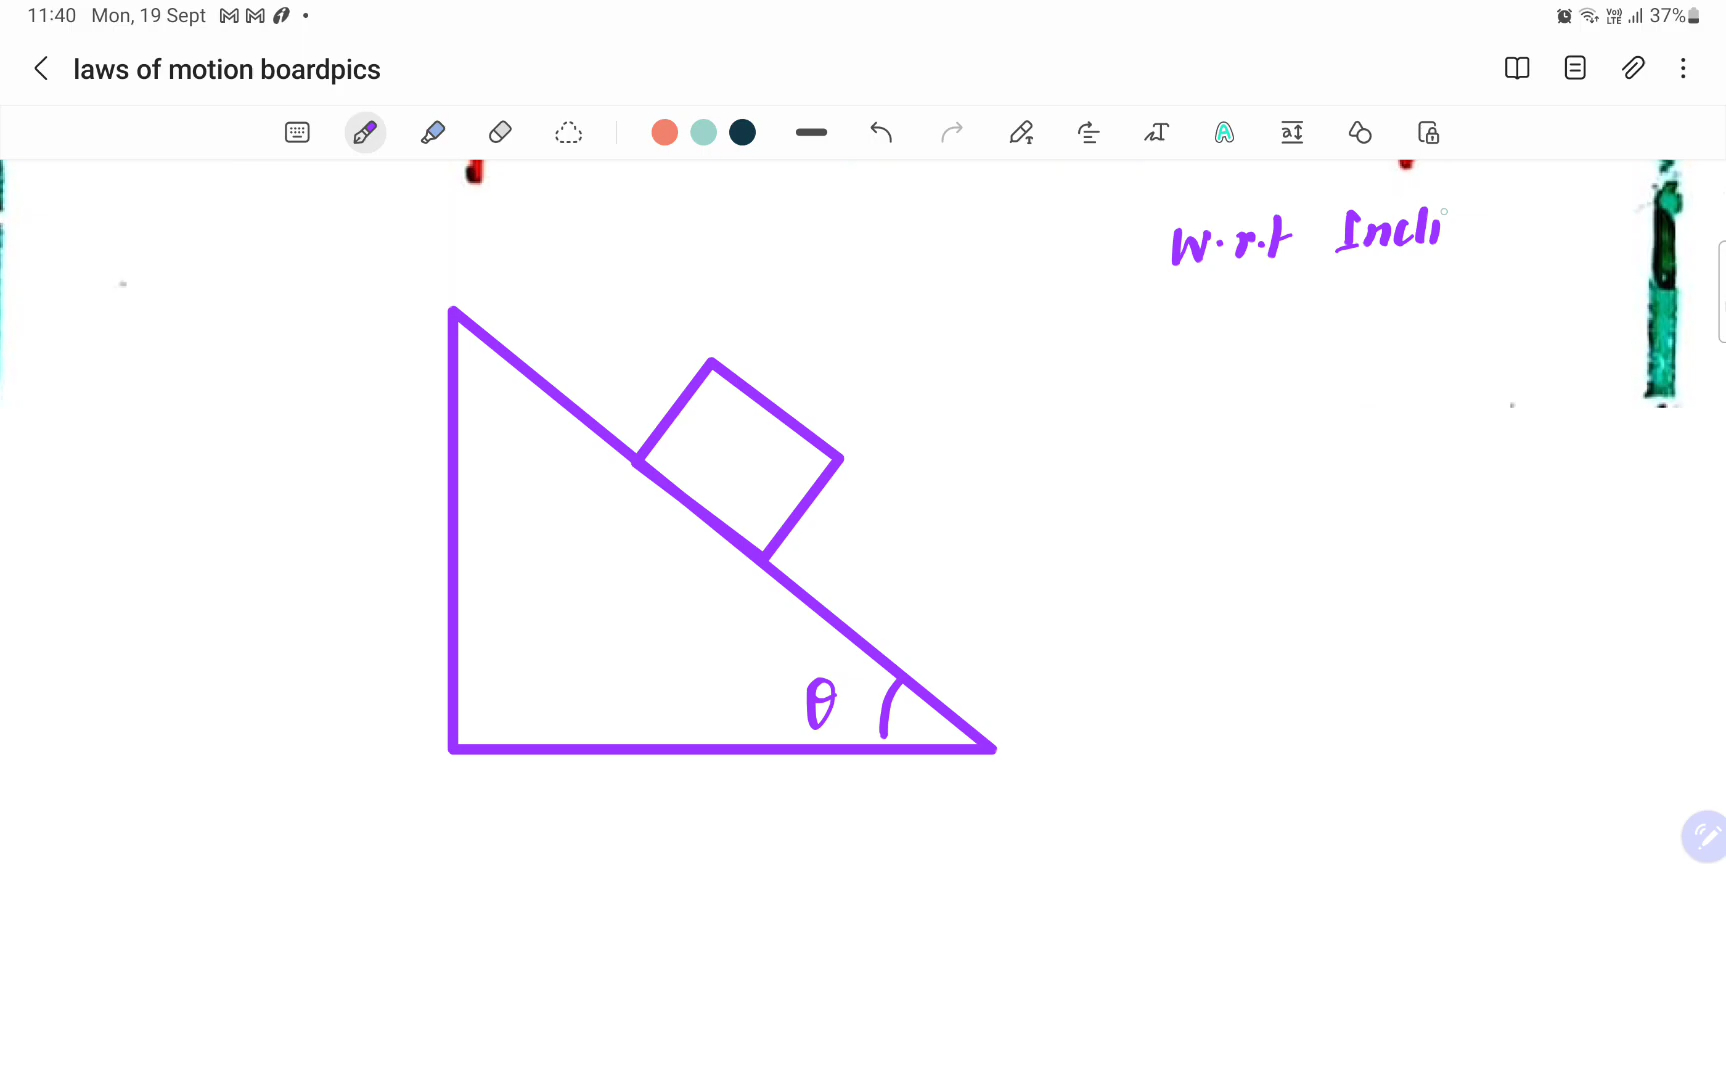 11:40 Mon, 19 Sept 37%
laws of motion boardpics
w.r.t Incli
θ